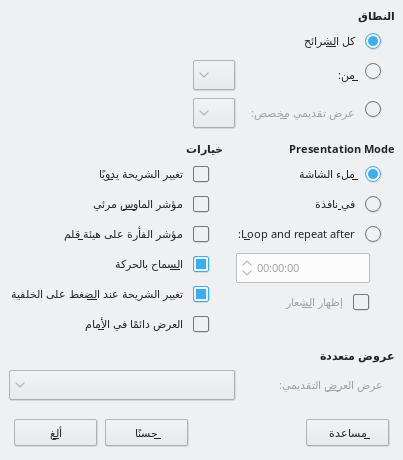 النطاق
كل الشرائح
من:
عرض تقديمي مخصص:
Presentation Mode
ملء الشاشة
في نافذة
Loop and repeat after:
00:00:00
إظهار الشعار
خيارات
تغيير الشريحة يدويًا
مؤشر الماوس مرئي
مؤشر الفأرة على هيئة قلم
السماح بالحركة
تغيير الشريحة عند الضغط على الخلفية
العرض دائمًا في الأمام
عروض متعددة
عرض العرض التقديمي:
مساعدة
حسنًا
ألغ